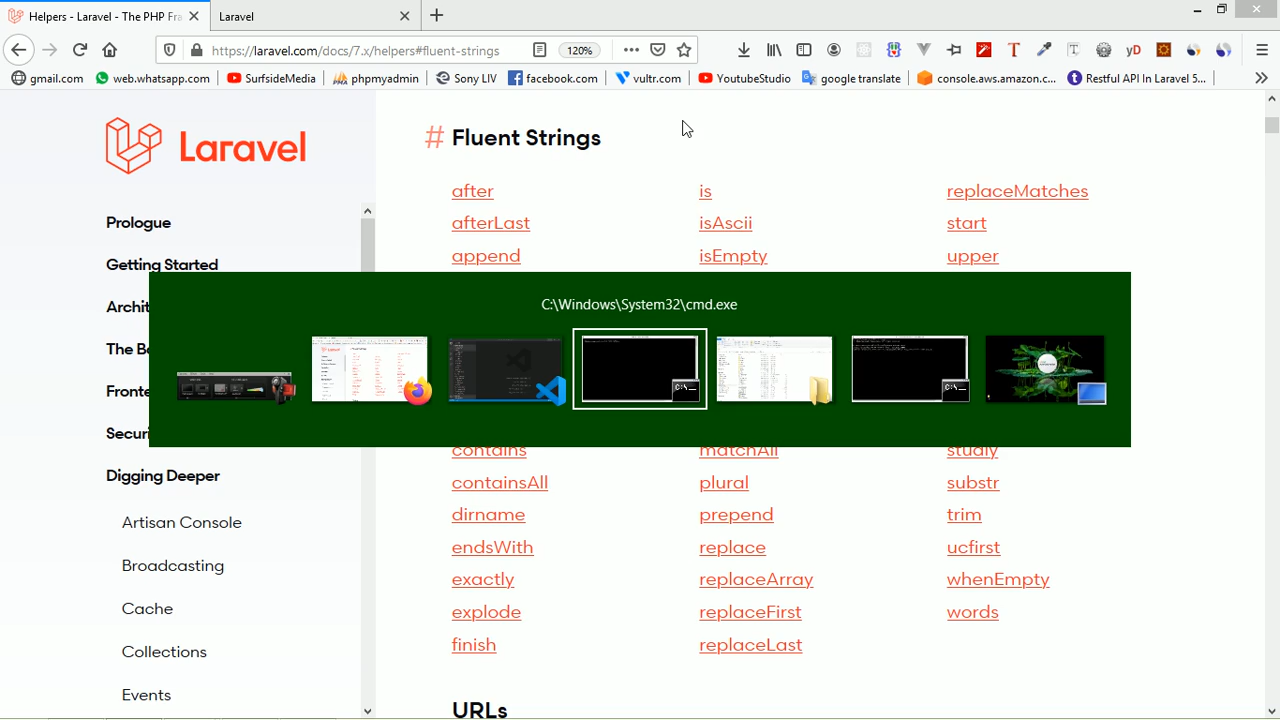 Helpers - Laravel - The PHP Fra
Laravel
https://laravel.com/docs/7.x/helpers#fluent-strings
120%
gmail.com
web.whatsapp.com
SurfsideMedia
phpmyadmin
Sony LIV
facebook.com
vultr.com
YoutubeStudio
google translate
console.aws.amazon.c...
Restful API In Laravel 5...
Laravel
Prologue
Getting Started
Archit
The Ba
Fronte
Securi
Digging Deeper
Artisan Console
Broadcasting
Cache
Collections
Events
# Fluent Strings
after
is
replaceMatches
afterLast
isAscii
start
append
isEmpty
upper
C:\Windows\System32\cmd.exe
contains
matchAll
studly
containsAll
plural
substr
dirname
prepend
trim
endsWith
replace
ucfirst
exactly
replaceArray
whenEmpty
explode
replaceFirst
words
finish
replaceLast
URLs